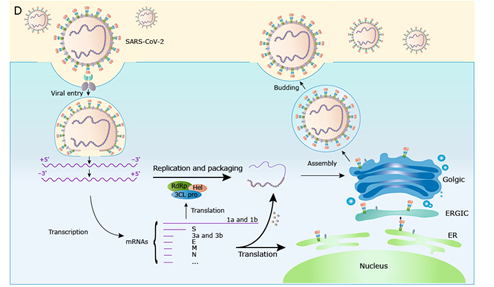 D
SARS-CoV-2
Viral entry
Budding
+5'
-3'
-3'
+5'
Replication and packaging
Assembly
RdRp
Hel
3CL pro
Translation
Golgic
ERGIC
ER
Transcription
mRNAs
1a and 1b
S
3a and 3b
E
M
N
...
Translation
Nucleus